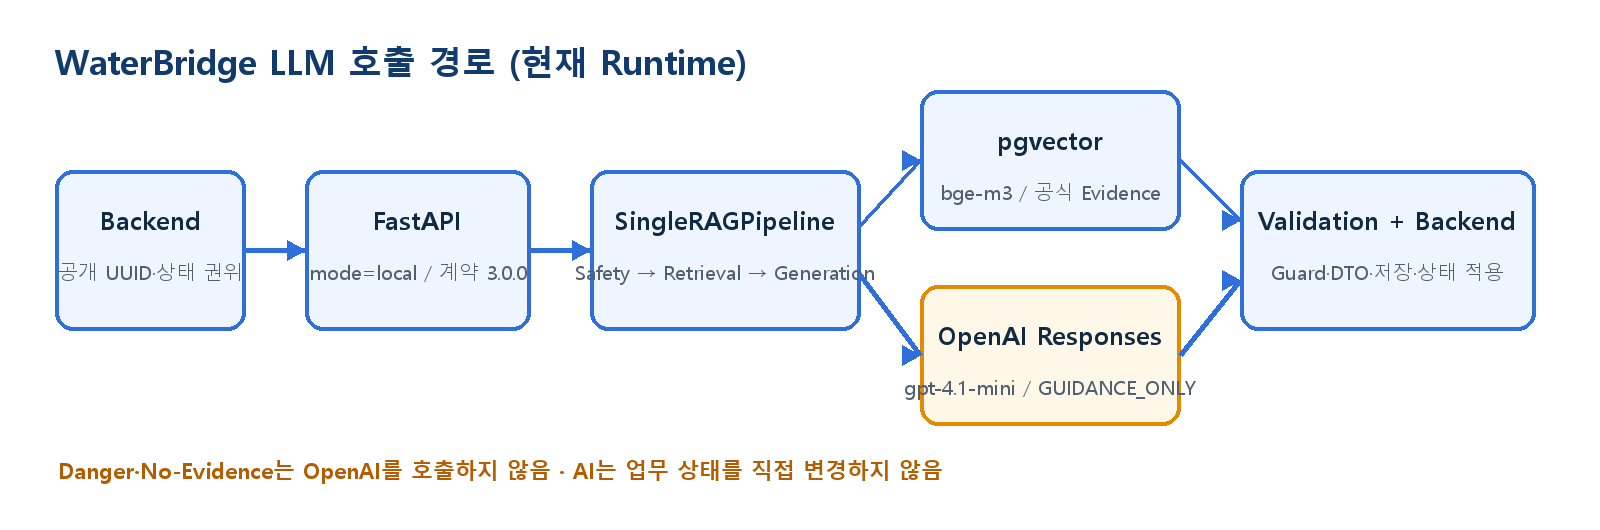 WaterBridge LLM 호출 경로 (현재 Runtime)
Backend
공개 UUID·상태 권위
FastAPI
mode=local / 계약 3.0.0
SingleRAGPipeline
Safety → Retrieval → Generation
pgvector
bge-m3 / 공식 Evidence
OpenAI Responses
gpt-4.1-mini / GUIDANCE_ONLY
Validation + Backend
Guard·DTO·저장·상태 적용
Danger·No-Evidence는 OpenAI를 호출하지 않음 · AI는 업무 상태를 직접 변경하지 않음